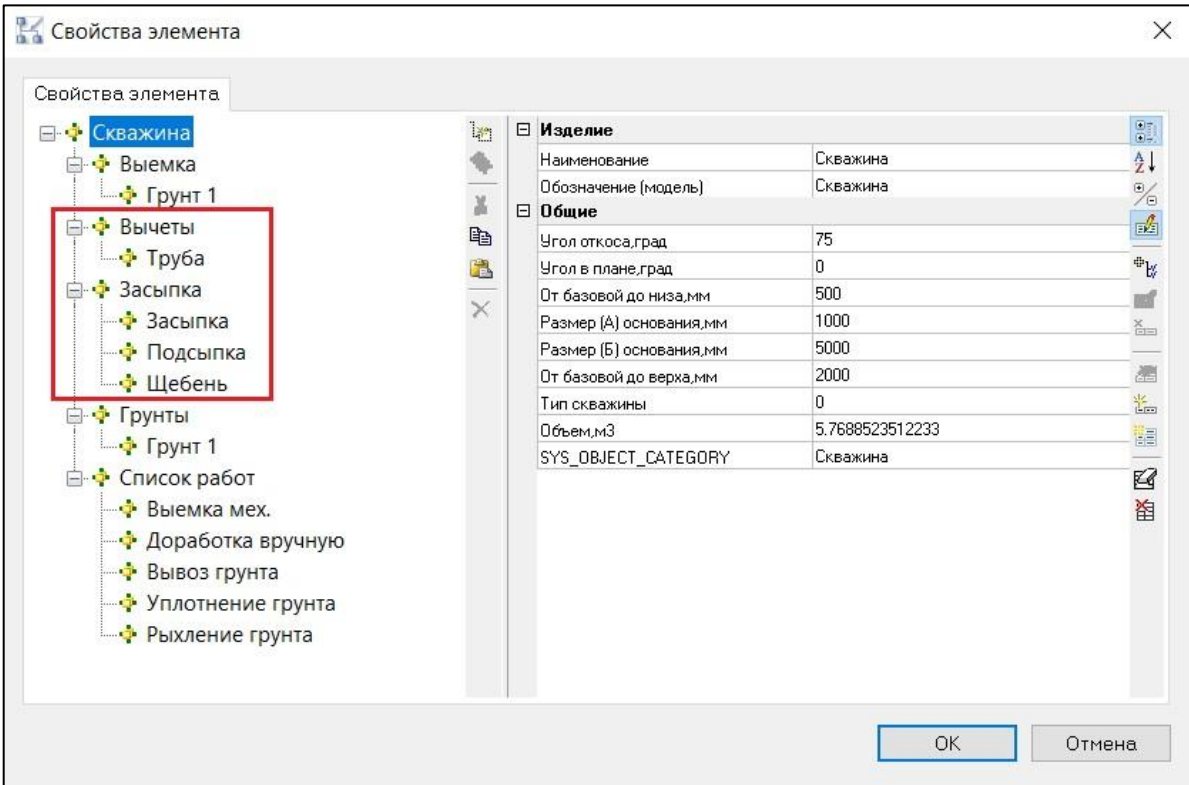 Свойства элемента
Свойства элемента
Скважина
Выемка
Грунт 1
Вычеты
Труба
Засыпка
Засыпка
Подсыпка
Щебень
Грунты
Грунт 1
Список работ
Выемка мех.
Доработка вручную
Вывоз грунта
Уплотнение грунта
Рыхление грунта
Изделие
Наименование Скважина
Обозначение (модель) Скважина
Общие
Угол откоса,град 75
Угол в плане,град 0
От базовой до низа,мм 500
Размер (А) основания,мм 1000
Размер (Б) основания,мм 5000
От базовой до верха,мм 2000
Тип скважины 0
Объем,м3 5.7688523512233
SYS_OBJECT_CATEGORY Скважина
OK Отмена